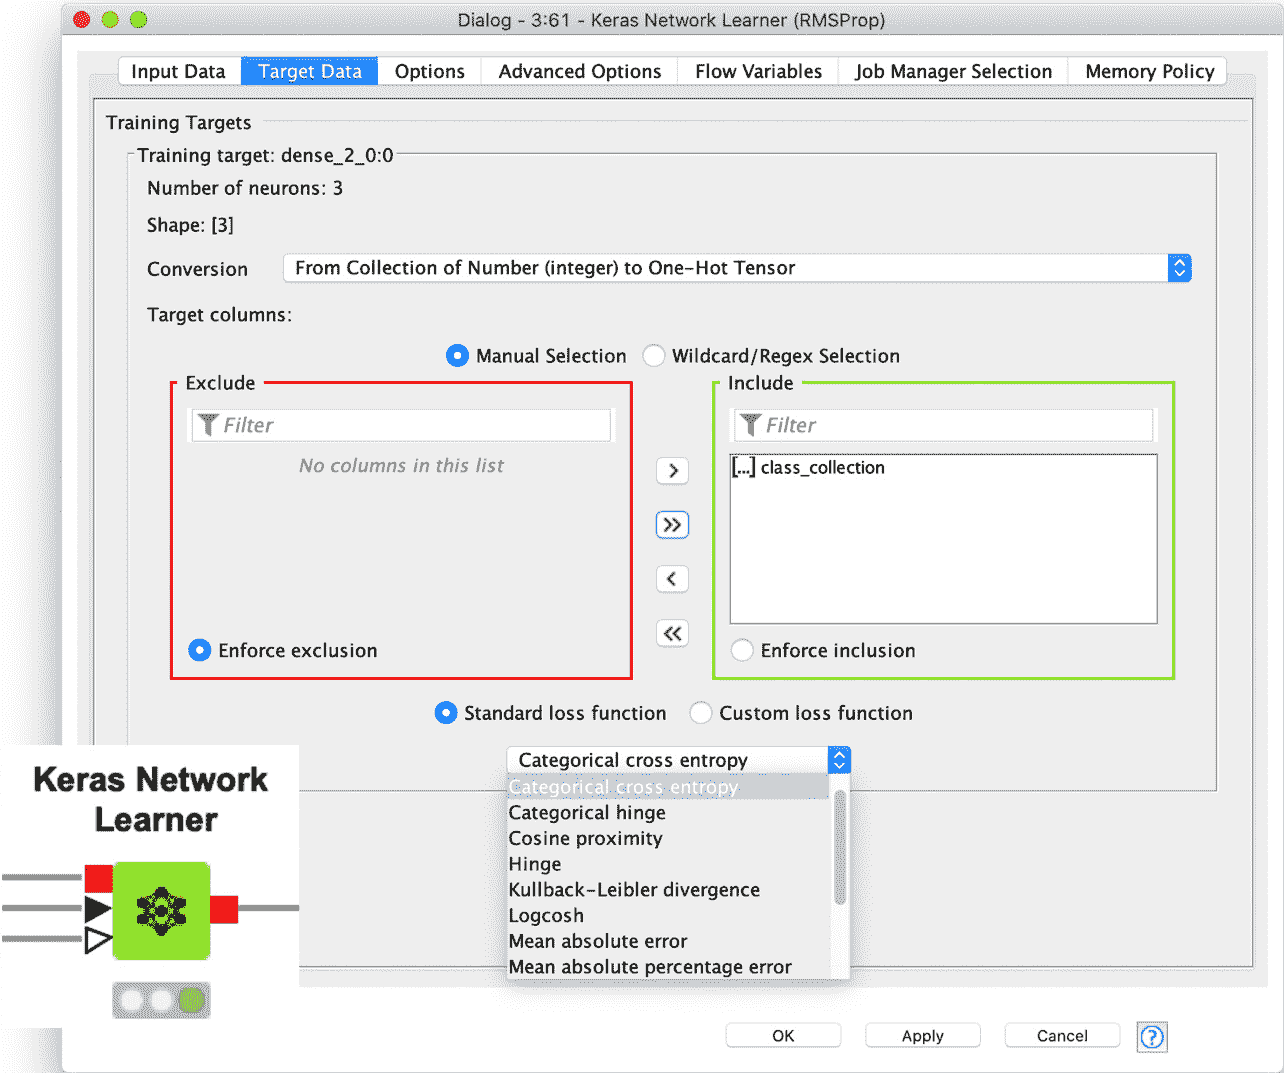 Dialog - 3:61 - Keras Network Learner (RMSProp)
Input Data Target Data Options Advanced Options Flow Variables Job Manager Selection Memory Policy
Training Targets
Training target: dense_2_0:0
Number of neurons: 3
Shape: [3]
Conversion From Collection of Number (integer) to One-Hot Tensor
Target columns:
Manual Selection Wildcard/Regex Selection
Exclude Include
Filter Filter
No columns in this list [...] class_collection
>
>>
<
<<
Enforce exclusion Enforce inclusion
Standard loss function Custom loss function
Categorical cross entropy
Categorical cross entropy
Categorical hinge
Cosine proximity
Hinge
Kullback-Leibler divergence
Logcosh
Mean absolute error
Mean absolute percentage error
Keras Network
Learner
OK Apply Cancel ?